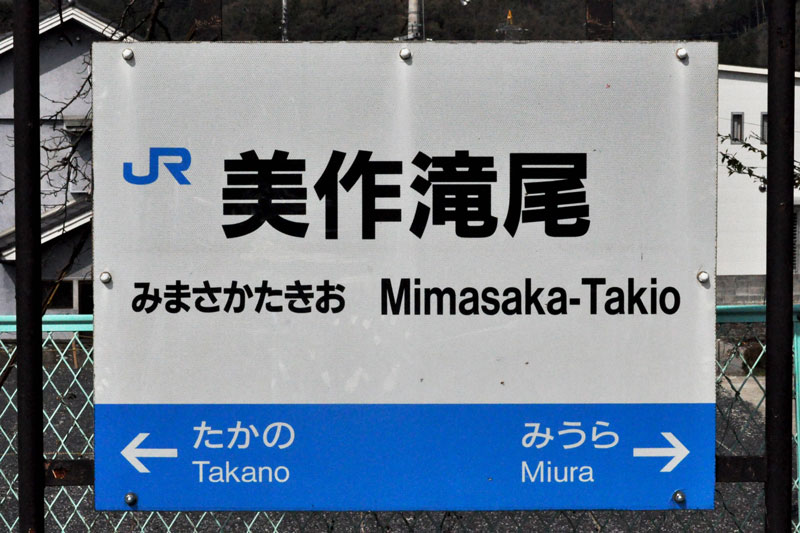 JR 美作滝尾
みまさかたきお Mimasaka-Takio
← たかの みうら →
Takano Miura